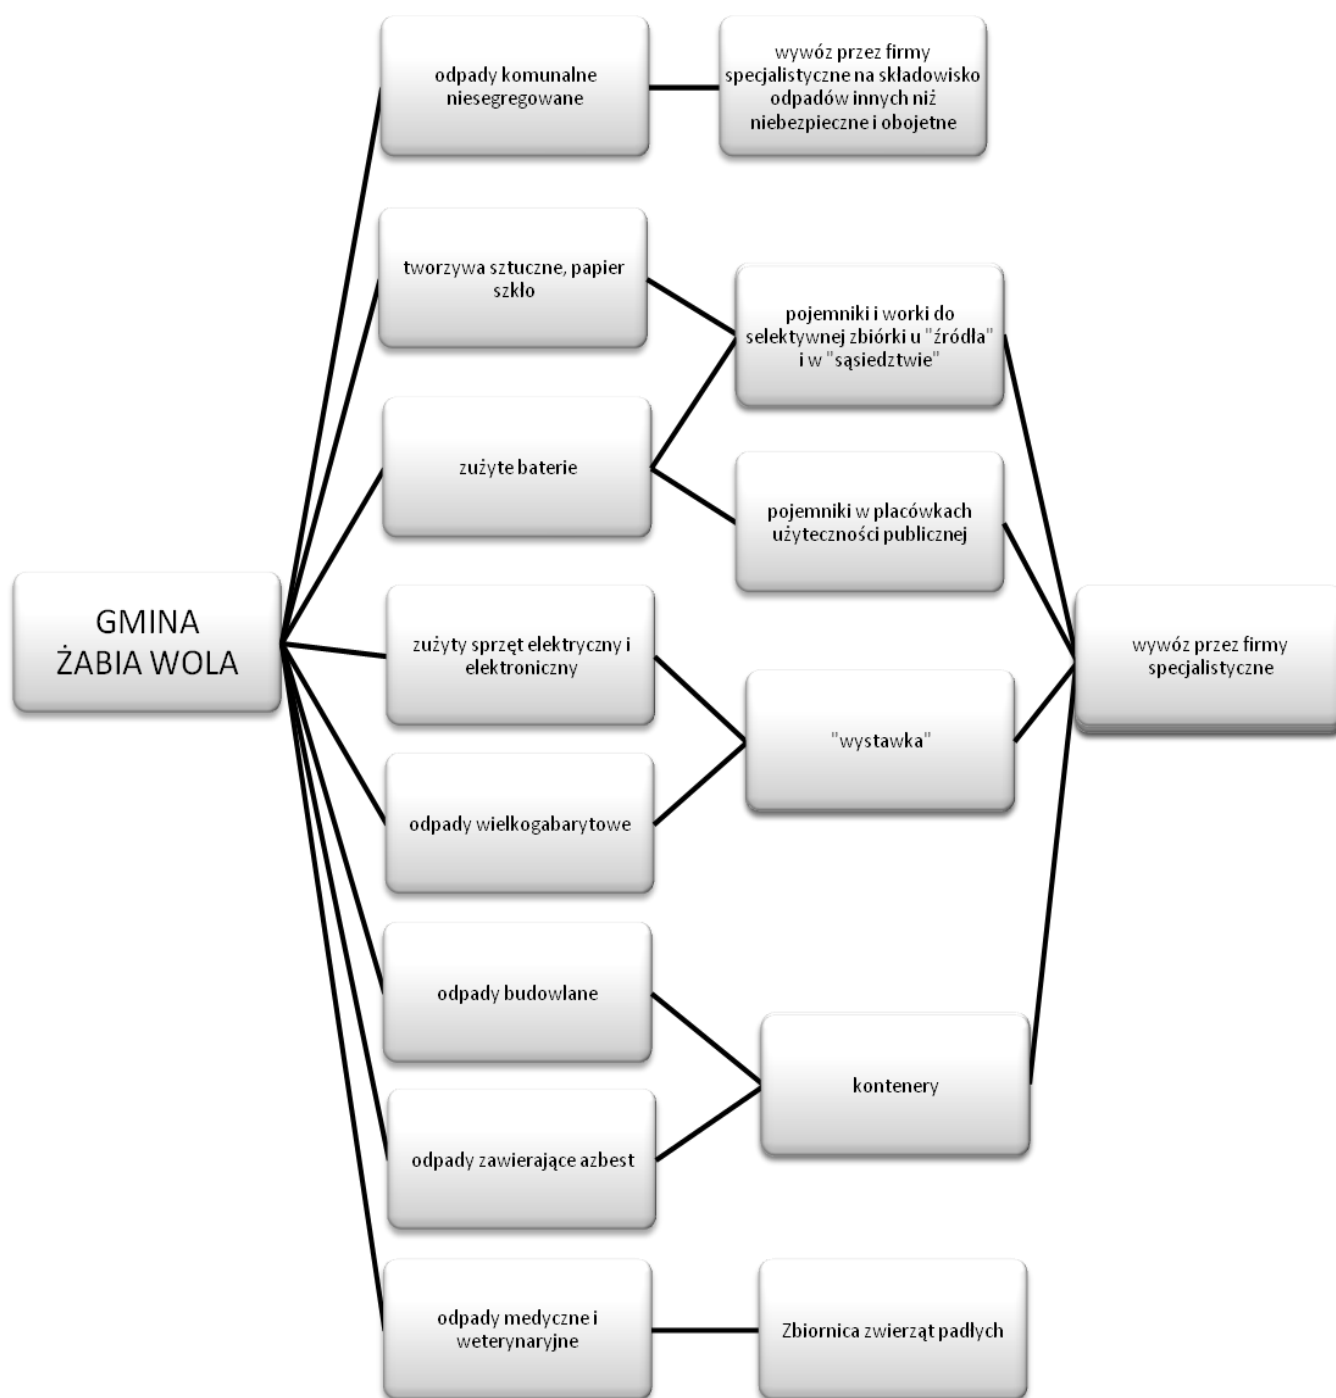 odpady komunalne
niesegregowane
wywóz przez firmy
specjalistyczne na składowisko
odpadów innych niż
niebezpieczne i obojetne
tworzywa sztuczne, papier
szkło
pojemniki i worki do
selektywnej zbiórki u "źródła"
i w "sąsiedztwie"
zużyte baterie
pojemniki w placówkach
użyteczności publicznej
GMINA
ŻABIA WOLA
zużyty sprzęt elektryczny i
elektroniczny
wywóz przez firmy
specjalistyczne
"wystawka"
odpady wielkogabarytowe
odpady budowlane
kontenery
odpady zawierające azbest
odpady medyczne i
weterynaryjne
Zbiornica zwierząt padłych